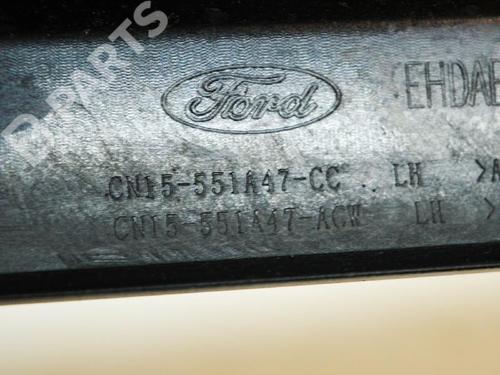 B-PARTS
Ford EHDAE
CN15-551A47-CC LH >A
CN15-551A47-ACW LH >